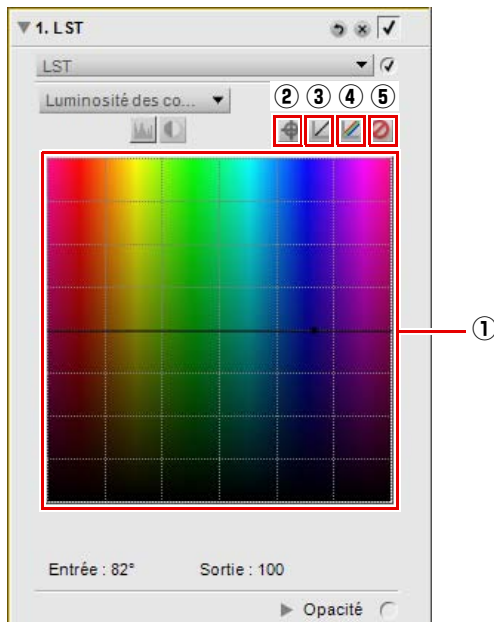 1. LST
LST
Luminosité des co...
② ③ ④ ⑤
①
Entrée : 82° Sortie : 100
Opacité